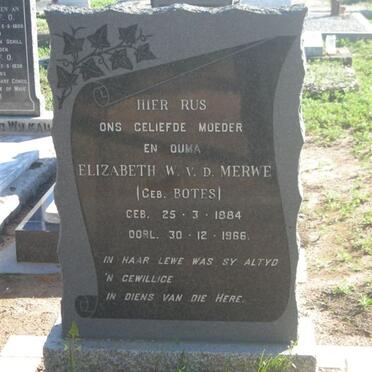 HIER RUS
ONS GELIEFDE MOEDER
EN OUMA
ELIZABETH W. V. D. MERWE
(GEB. BOTES)
GEB. 25-3-1884
OORL. 30-12-1966.
IN HAAR LEWE WAS SY ALTYD
'N GEWILLIGE
IN DIENS VAN DIE HERE.